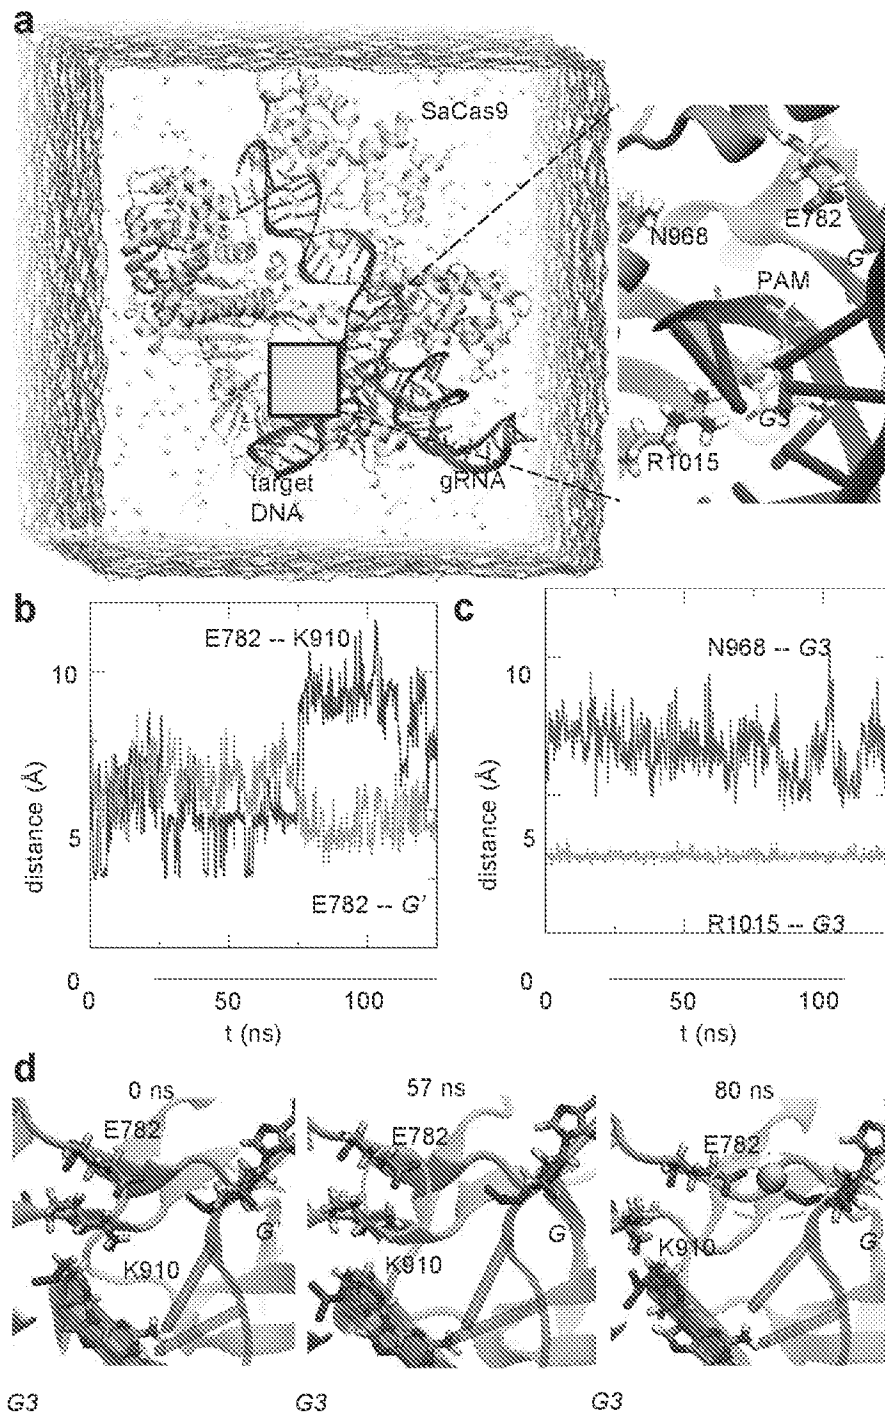 a
SaCas9
E782
N968
G'
PAM
G3
R1015
target
DNA
gRNA
b
E782 -- K910
10
distance (Å)
5
E782 -- G'
0
0 50 100
t (ns)
c
N968 -- G3
10
distance (Å)
5
R1015 -- G3
0
0 50 100
t (ns)
d
0 ns 57 ns 80 ns
E782 E782 E782
G G G
K910 K910 K910
G3 G3 G3